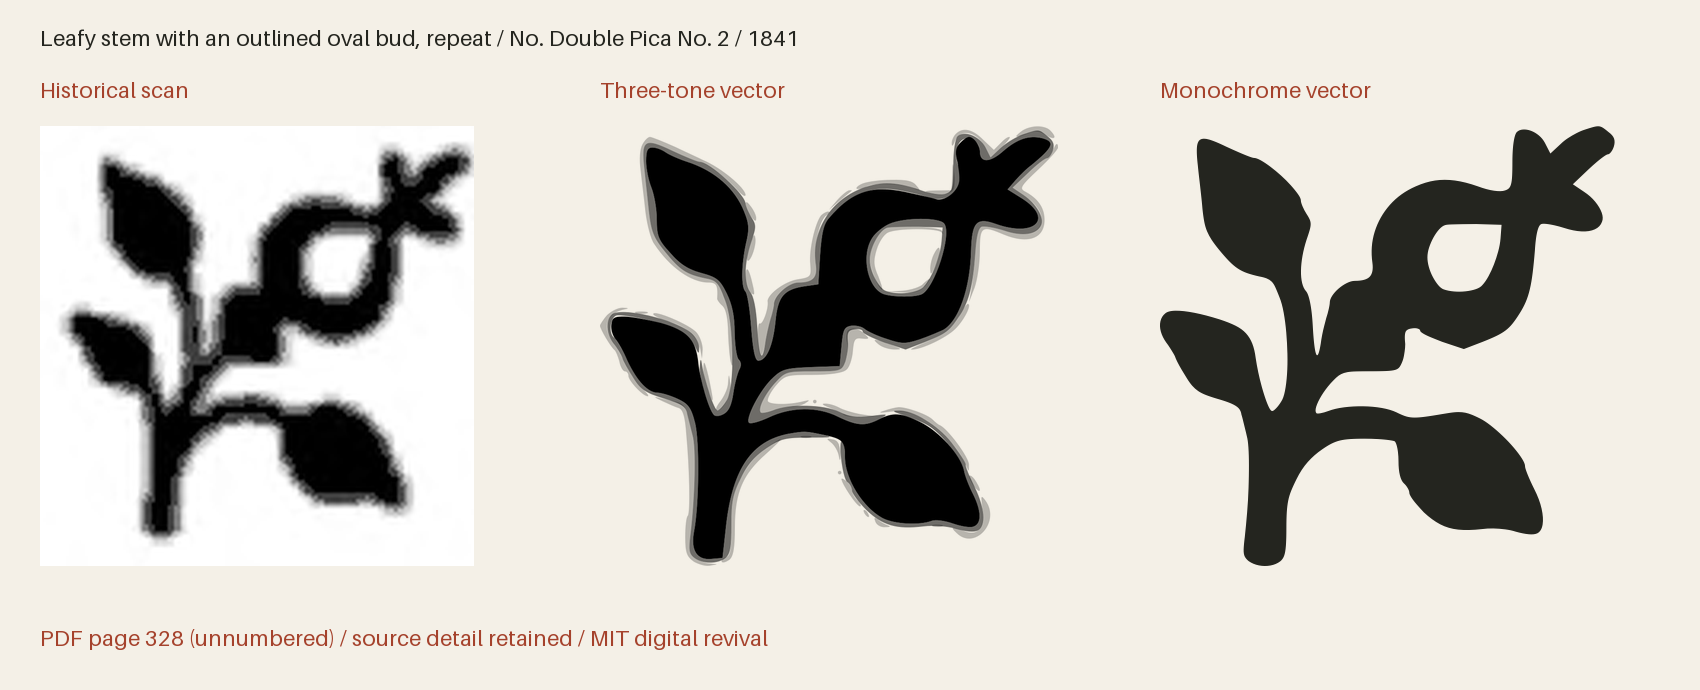 Leafy stem with an outlined oval bud, repeat / No. Double Pica No. 2 / 1841
Historical scan
Three-tone vector
Monochrome vector
PDF page 328 (unnumbered) / source detail retained / MIT digital revival